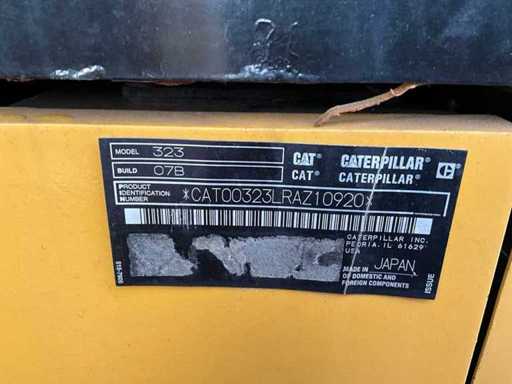 MODEL 323
BUILD 07B
PRODUCT IDENTIFICATION NUMBER *CAT00323LRAZ10920*
CAT® CATERPILLAR®
CAT® CATERPILLAR®
CATERPILLAR INC.
PEORIA, IL 61629
USA
MADE IN JAPAN
OF DOMESTIC AND
FOREIGN COMPONENTS
ISSUE